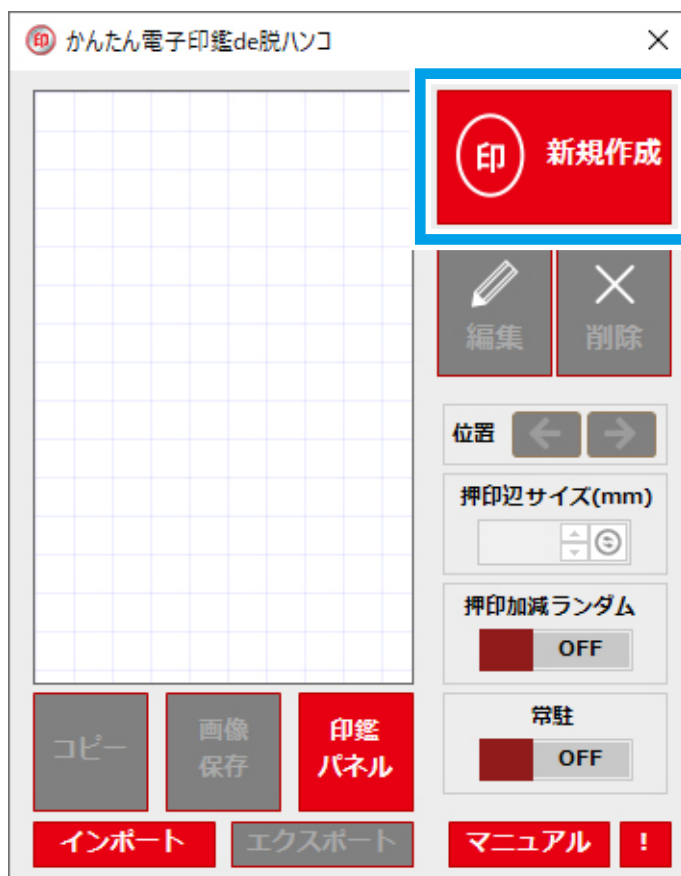 印 かんたん電子印鑑de脱ハンコ
印 新規作成
編集
削除
位置
押印辺サイズ(mm)
押印加減ランダム
OFF
常駐
OFF
コピー
画像
保存
印鑑
パネル
インポート
エクスポート
マニュアル
!